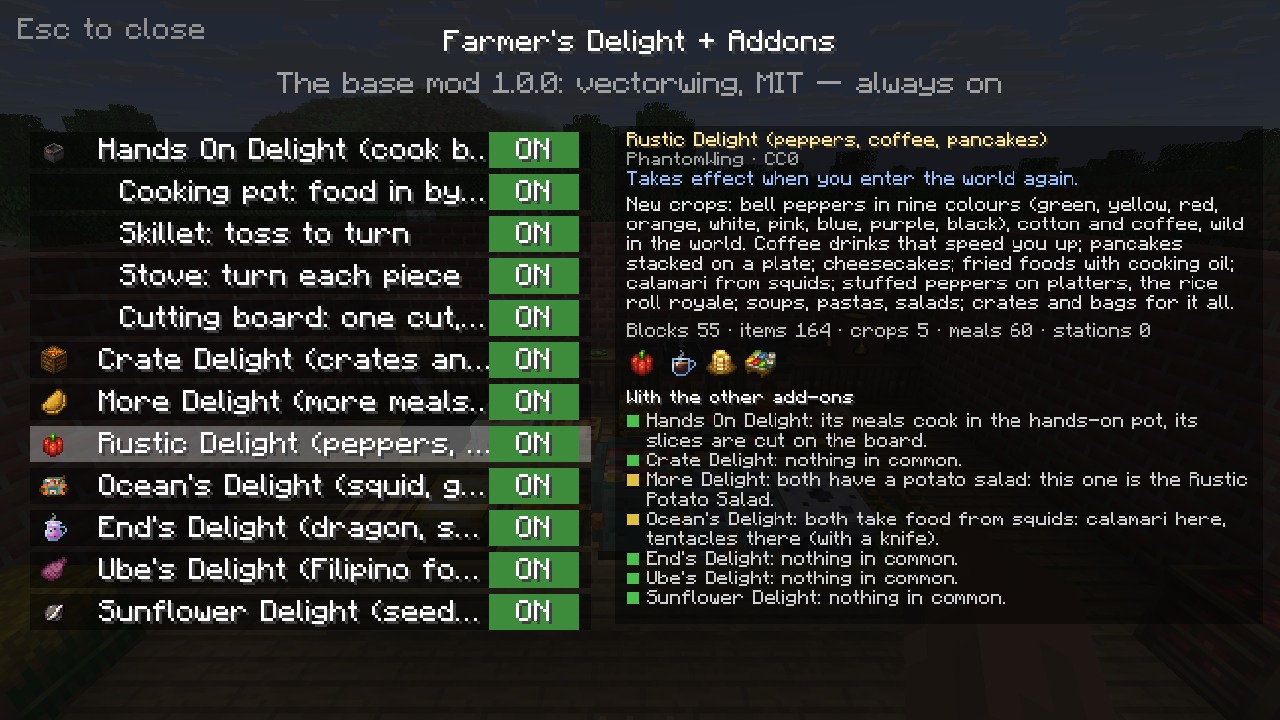 Esc to close
Farmer's Delight + Addons
The base mod 1.0.0: vectorwing, MIT — always on
Hands On Delight (cook b.. ON
Cooking pot: food in by... ON
Skillet: toss to turn ON
Stove: turn each piece ON
Cutting board: one cut,... ON
Crate Delight (crates an... ON
More Delight (more meals.. ON
Rustic Delight (peppers, ... ON
Ocean's Delight (squid, g... ON
End's Delight (dragon, s... ON
Ube's Delight (Filipino fo... ON
Sunflower Delight (seed... ON
Rustic Delight (peppers, coffee, pancakes)
PhantomWing · CC0
Takes effect when you enter the world again.
New crops: bell peppers in nine colours (green, yellow, red,
orange, white, pink, blue, purple, black), cotton and coffee, wild
in the world. Coffee drinks that speed you up; pancakes
stacked on a plate; cheesecakes; fried foods with cooking oil;
calamari from squids; stuffed peppers on platters, the rice
roll royale; soups, pastas, salads; crates and bags for it all.
Blocks 55 · items 164 · crops 5 · meals 60 · stations 0
With the other add-ons
Hands On Delight: its meals cook in the hands-on pot, its
slices are cut on the board.
Crate Delight: nothing in common.
More Delight: both have a potato salad: this one is the Rustic
Potato Salad.
Ocean's Delight: both take food from squids: calamari here,
tentacles there (with a knife).
End's Delight: nothing in common.
Ube's Delight: nothing in common.
Sunflower Delight: nothing in common.